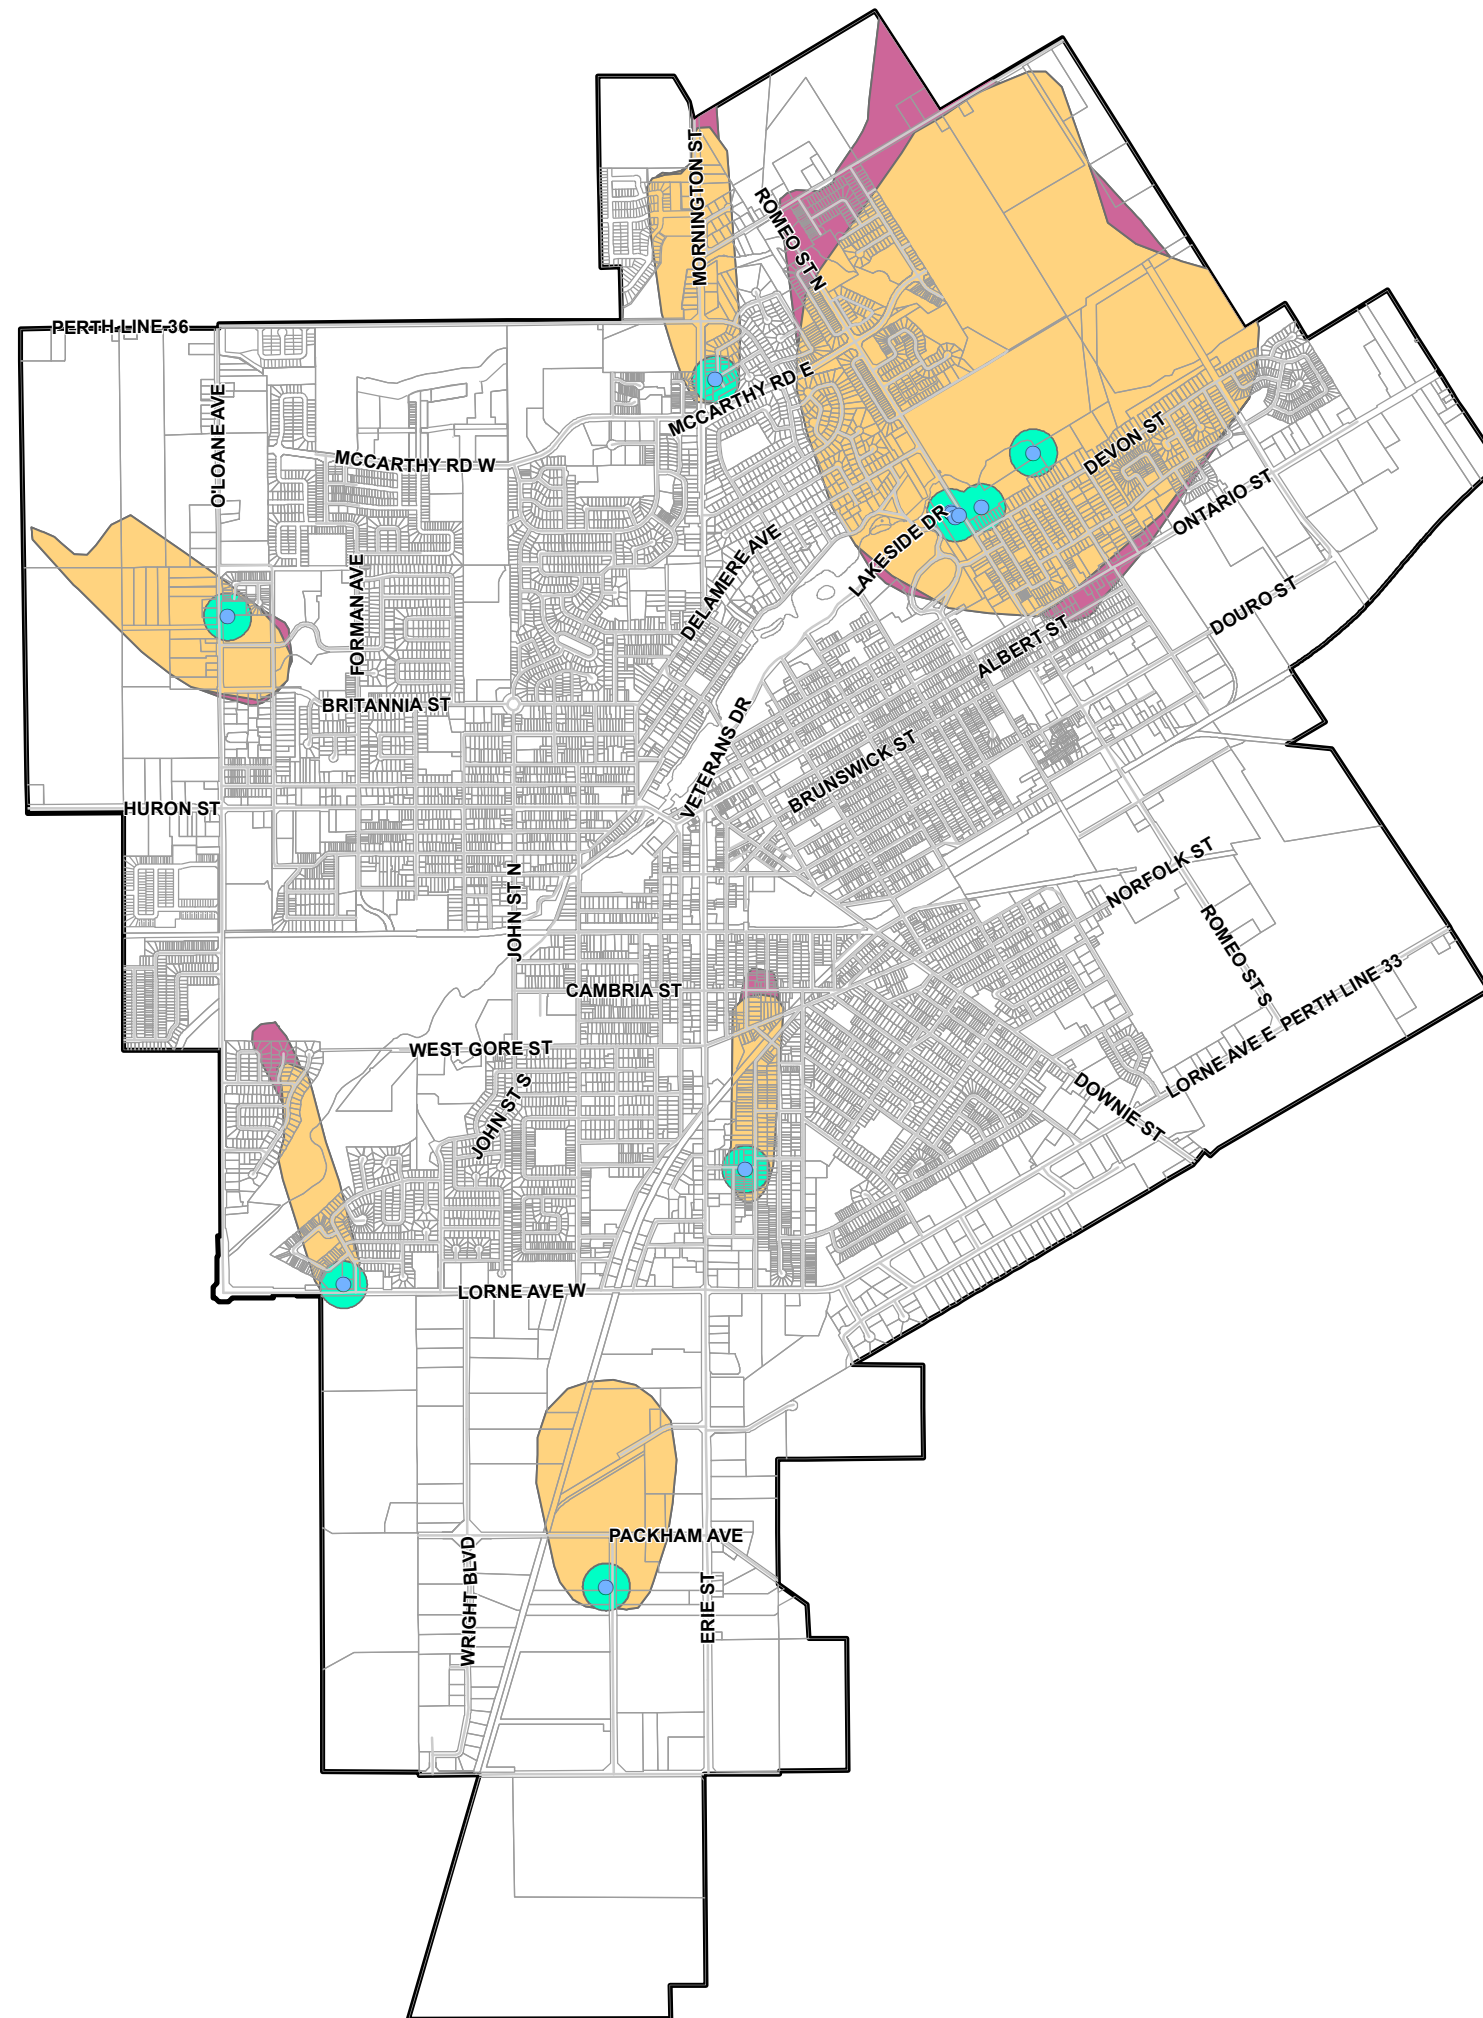 MORNINGTON ST
ROMEO ST N
PERTH LINE 36
O'LOANE AVE
MCCARTHY RD E
MCCARTHY RD W
DEVON ST
ONTARIO ST
LAKESIDE DR
DELAMERE AVE
FORMAN AVE
DOURO ST
ALBERT ST
BRITANNIA ST
VETERANS DR
BRUNSWICK ST
HURON ST
NORFOLK ST
JOHN ST N
ROMEO ST S
CAMBRIA ST
PERTH LINE 33
LORNE AVE E
WEST GORE ST
JOHN ST S
DOWNIE ST
LORNE AVE W
PACKHAM AVE
WRIGHT BLVD
ERIE ST